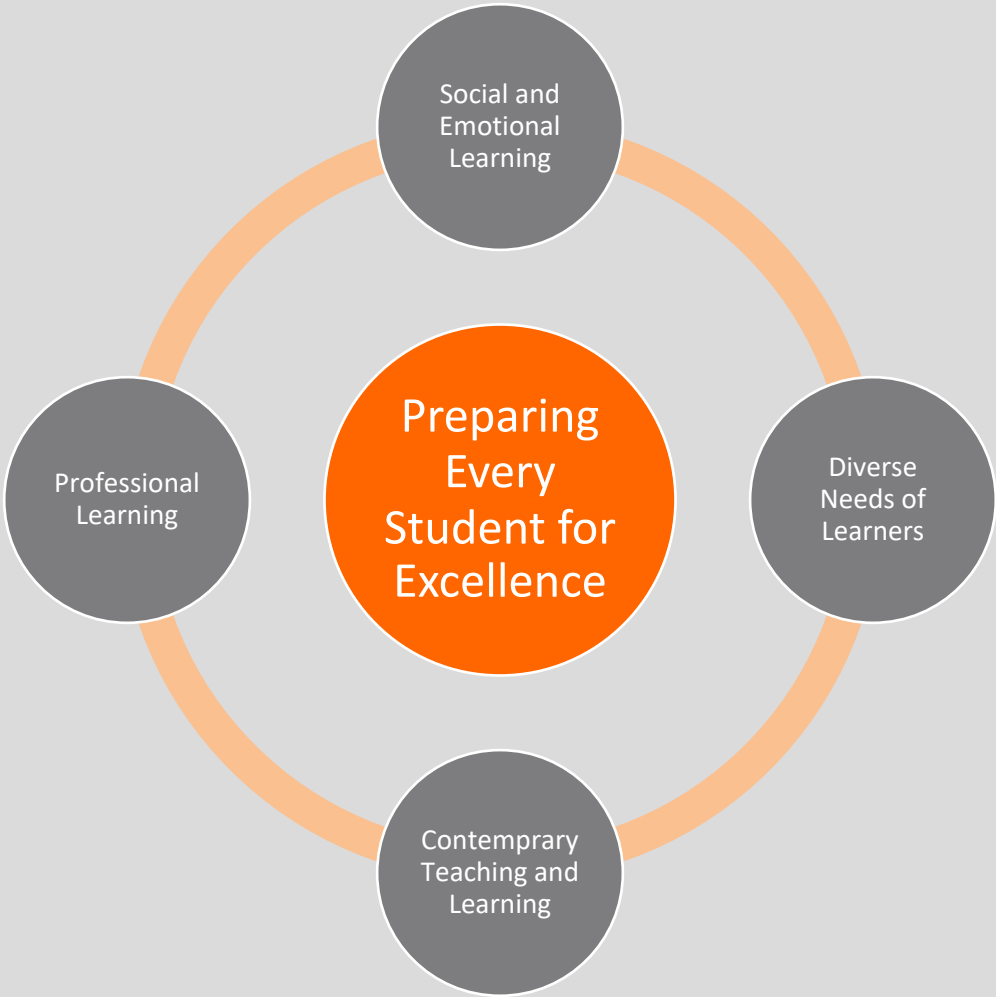 Social and
Emotional
Learning
Preparing
Every
Student for
Excellence
Professional
Learning
Diverse
Needs of
Learners
Contemprary
Teaching and
Learning